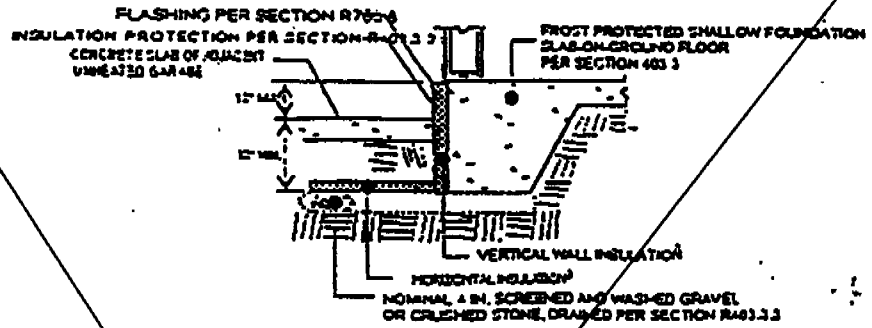 FLASHING PER SECTION R703.8
INSULATION PROTECTION PER SECTION R403.3.2
CONCRETE SLAB OF ADJACENT
UNHEATED GARAGE
12" MAX.
12" MIN.
FROST PROTECTED SHALLOW FOUNDATION
SLAB-ON-GROUND FLOOR
PER SECTION 403.3
VERTICAL WALL INSULATION
HORIZONTAL INSULATION
NOMINAL 4 IN. SCREENED AND WASHED GRAVEL
OR CRUSHED STONE, DRAINED PER SECTION R403.3.3